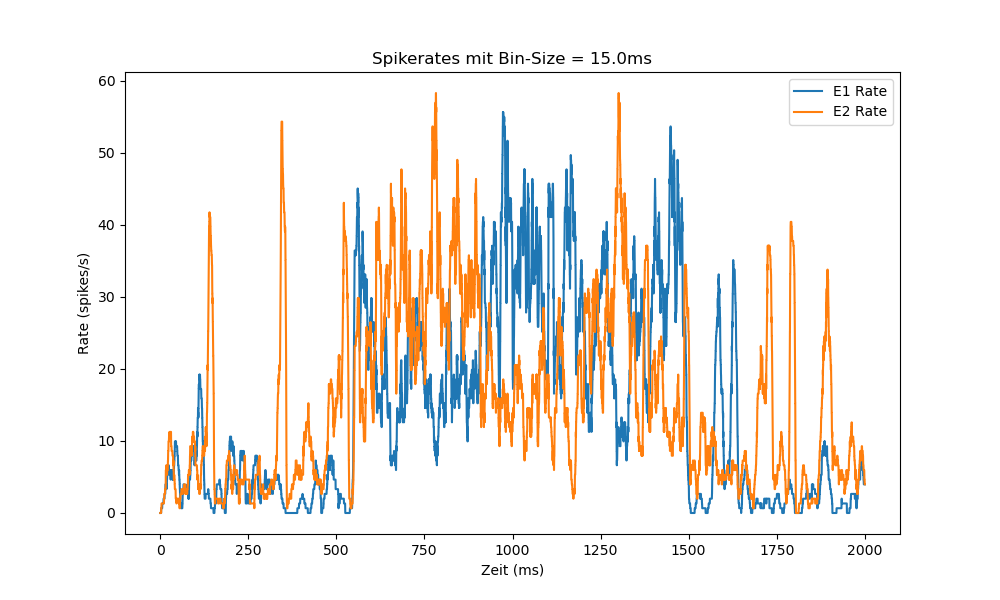 Spikerates mit Bin-Size = 15.0ms
E1 Rate
E2 Rate
Rate (spikes/s)
60
50
40
30
20
10
0
0 250 500 750 1000 1250 1500 1750 2000
Zeit (ms)